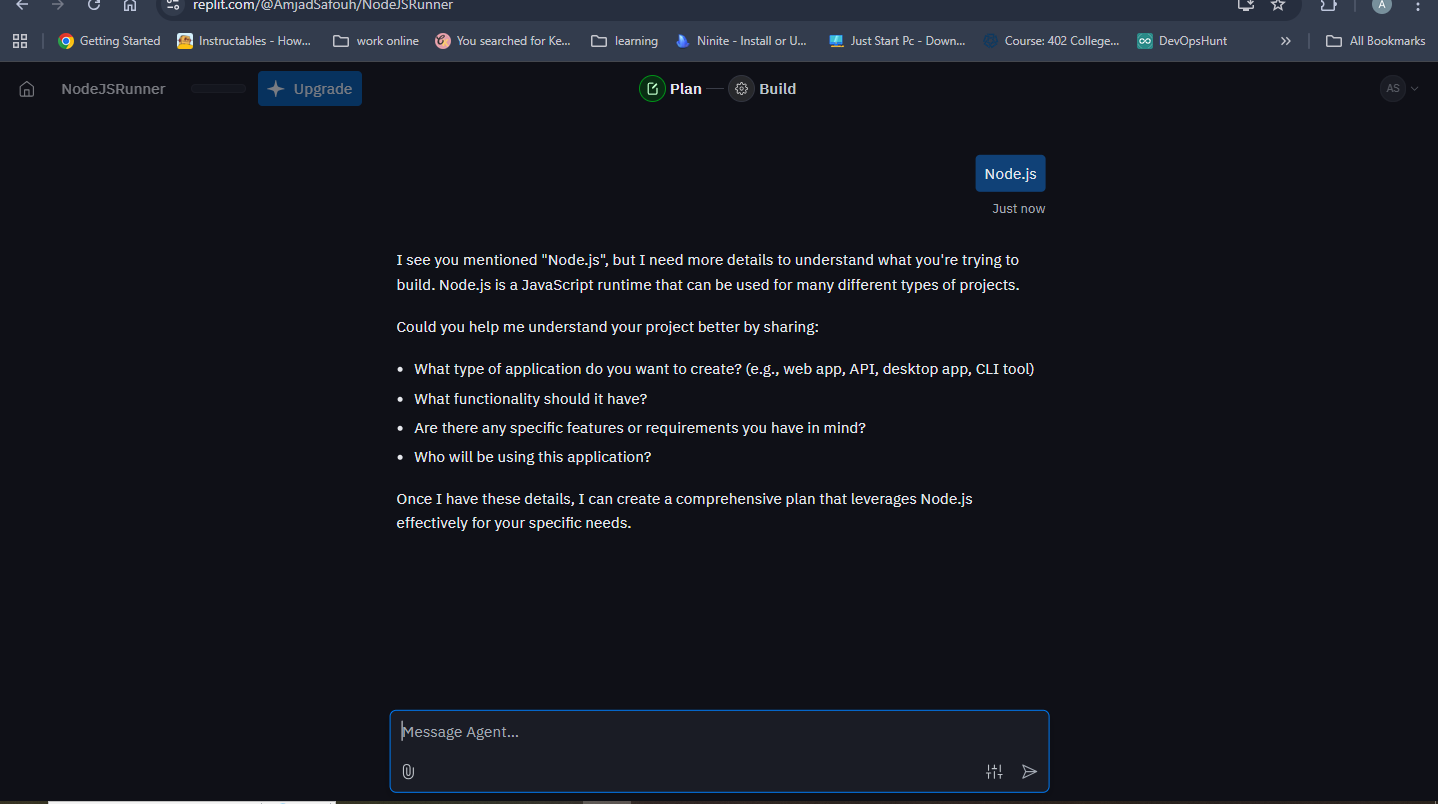 replit.com/@AmjadSafouh/NodeJSRunner
A
Getting Started
Instructables - How...
work online
You searched for Ke...
learning
Ninite - Install or U...
Just Start Pc - Down...
Course: 402 College...
DevOpsHunt
All Bookmarks
NodeJSRunner
Upgrade
Plan
Build
AS
Node.js
Just now
I see you mentioned "Node.js", but I need more details to understand what you're trying to
build. Node.js is a JavaScript runtime that can be used for many different types of projects.
Could you help me understand your project better by sharing:
• What type of application do you want to create? (e.g., web app, API, desktop app, CLI tool)
• What functionality should it have?
• Are there any specific features or requirements you have in mind?
• Who will be using this application?
Once I have these details, I can create a comprehensive plan that leverages Node.js
effectively for your specific needs.
Message Agent...